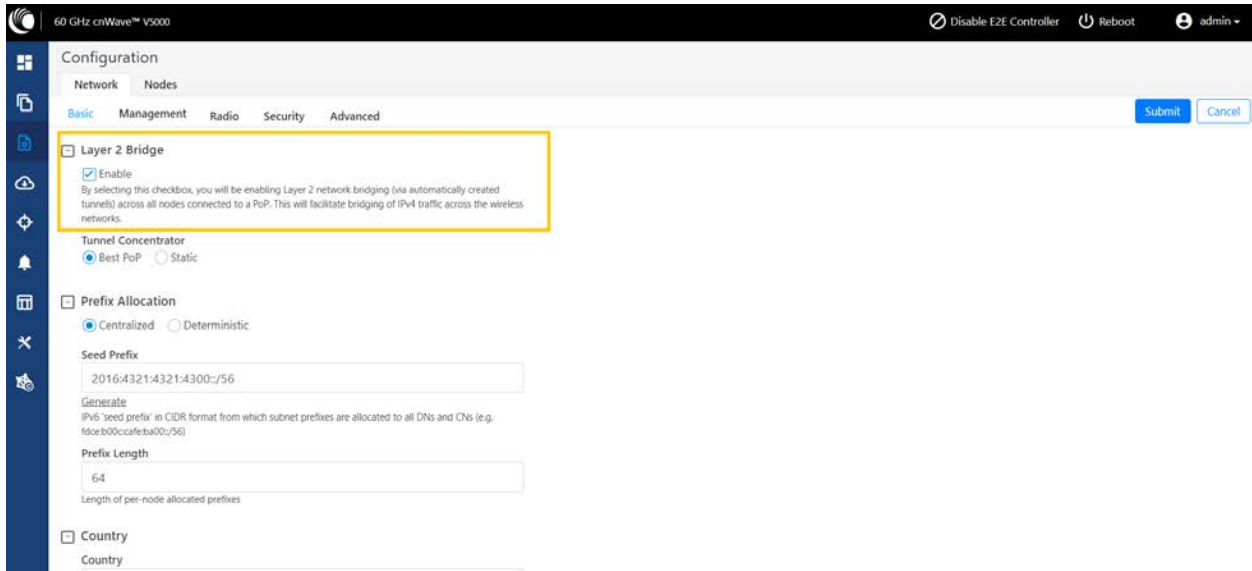 60 GHz cnWave™ V5000
Disable E2E Controller
Reboot
admin
Configuration
Network
Nodes
Basic
Management
Radio
Security
Advanced
Submit
Cancel
Layer 2 Bridge
Enable
By selecting this checkbox, you will be enabling Layer 2 network bridging (via automatically created
tunnels) across all nodes connected to a PoP. This will facilitate bridging of IPv4 traffic across the wireless
networks.
Tunnel Concentrator
Best PoP
Static
Prefix Allocation
Centralized
Deterministic
Seed Prefix
2016:4321:4321:4300::/56
Generate
IPv6 'seed prefix' in CIDR format from which subnet prefixes are allocated to all DNs and CNs (e.g.
fdce:b00c:cafe:ba00::/56)
Prefix Length
64
Length of per-node allocated prefixes
Country
Country